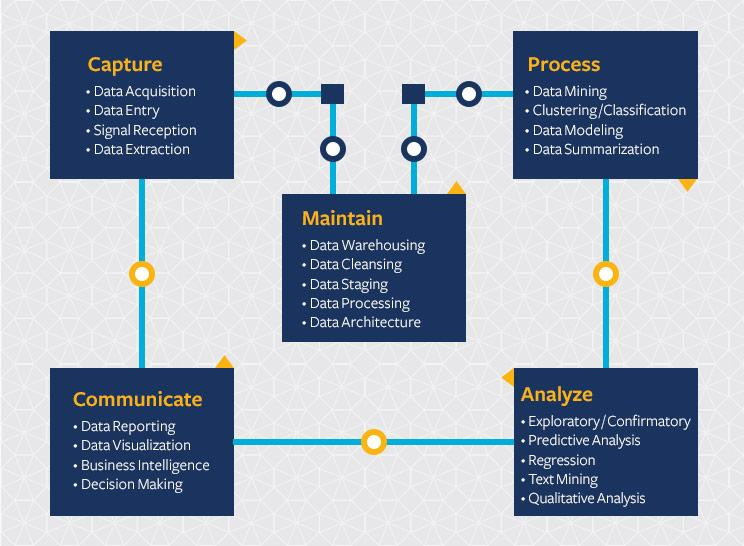 Capture
• Data Acquisition
• Data Entry
• Signal Reception
• Data Extraction
Process
• Data Mining
• Clustering/Classification
• Data Modeling
• Data Summarization
Maintain
• Data Warehousing
• Data Cleansing
• Data Staging
• Data Processing
• Data Architecture
Communicate
• Data Reporting
• Data Visualization
• Business Intelligence
• Decision Making
Analyze
• Exploratory/Confirmatory
• Predictive Analysis
• Regression
• Text Mining
• Qualitative Analysis